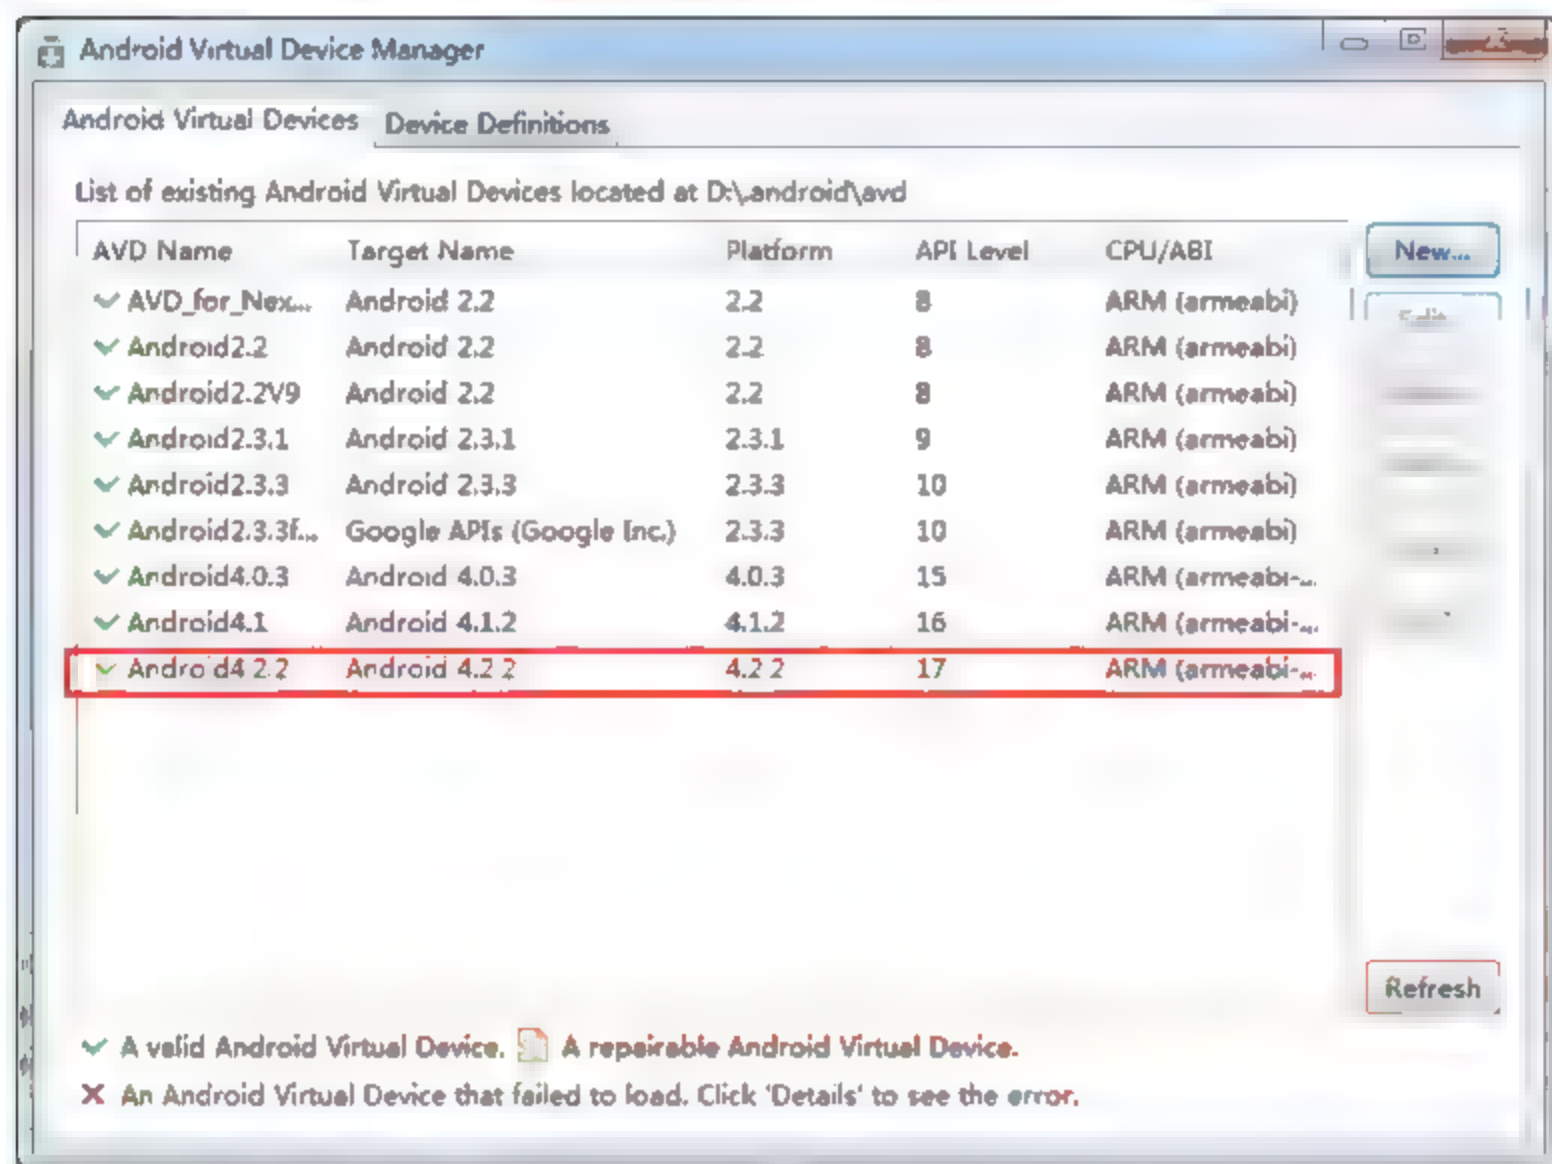 Android Virtual Device Manager
Android Virtual Devices Device Definitions
List of existing Android Virtual Devices located at D:\.android\avd
AVD Name Target Name Platform API Level CPU/ABI New...
AVD_for_Nex... Android 2.2 2.2 8 ARM (armeabi)
Android2.2 Android 2.2 2.2 8 ARM (armeabi)
Android2.2V9 Android 2.2 2.2 8 ARM (armeabi)
Android2.3.1 Android 2.3.1 2.3.1 9 ARM (armeabi)
Android2.3.3 Android 2.3.3 2.3.3 10 ARM (armeabi)
Android2.3.3f... Google APIs (Google Inc.) 2.3.3 10 ARM (armeabi)
Android4.0.3 Android 4.0.3 4.0.3 15 ARM (armeabi-...
Android4.1 Android 4.1.2 4.1.2 16 ARM (armeabi-...
Android4.2.2 Android 4.2.2 4.2.2 17 ARM (armeabi-...
Refresh
A valid Android Virtual Device. A repairable Android Virtual Device.
An Android Virtual Device that failed to load. Click 'Details' to see the error.